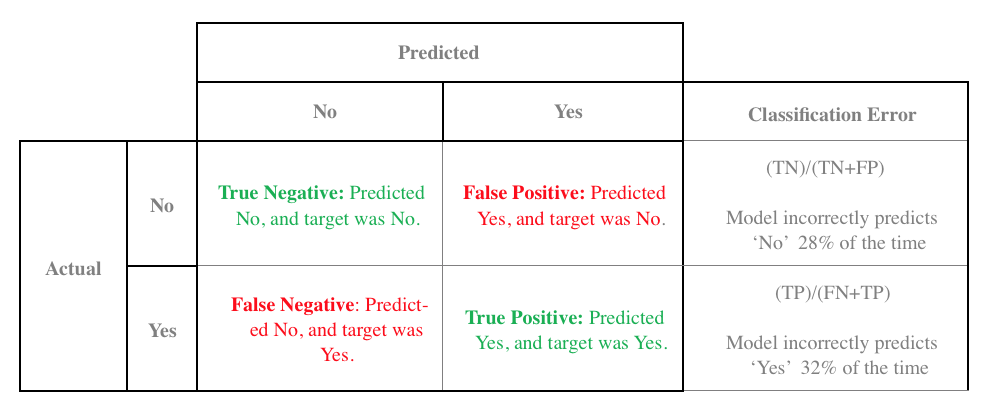 Predicted
No
Yes
Classification Error
Actual
No
True Negative: Predicted
No, and target was No.
False Positive: Predicted
Yes, and target was No.
(TN)/(TN+FP)
Model incorrectly predicts
‘No’ 28% of the time
Yes
False Negative: Predict-
ed No, and target was
Yes.
True Positive: Predicted
Yes, and target was Yes.
(TP)/(FN+TP)
Model incorrectly predicts
‘Yes’ 32% of the time